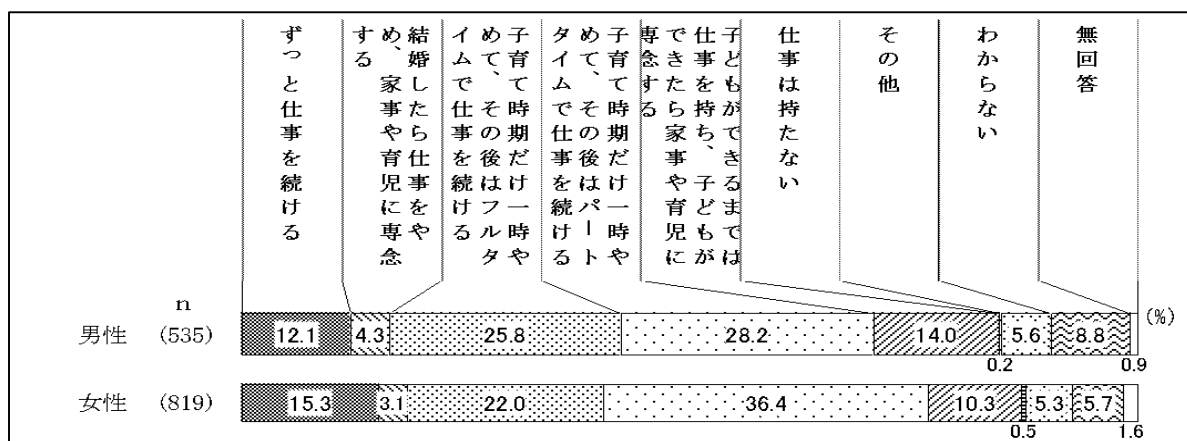 ずっと仕事を続ける
結婚したら仕事をや
め、家事や育児に専念
する
子育て時期だけ一時や
めて、その後はフルタ
イムで仕事を続ける
子育て時期だけ一時や
めて、その後はパート
タイムで仕事を続ける
子どもができるまでは
仕事を持ち、子どもが
できたら家事や育児に
専念する
仕事は持たない
その他
わからない
無回答
n
(%)
男性 (535) 12.1 4.3 25.8 28.2 14.0 5.6 8.8
0.2 0.9
女性 (819) 15.3 3.1 22.0 36.4 10.3 5.3 5.7
0.5 1.6